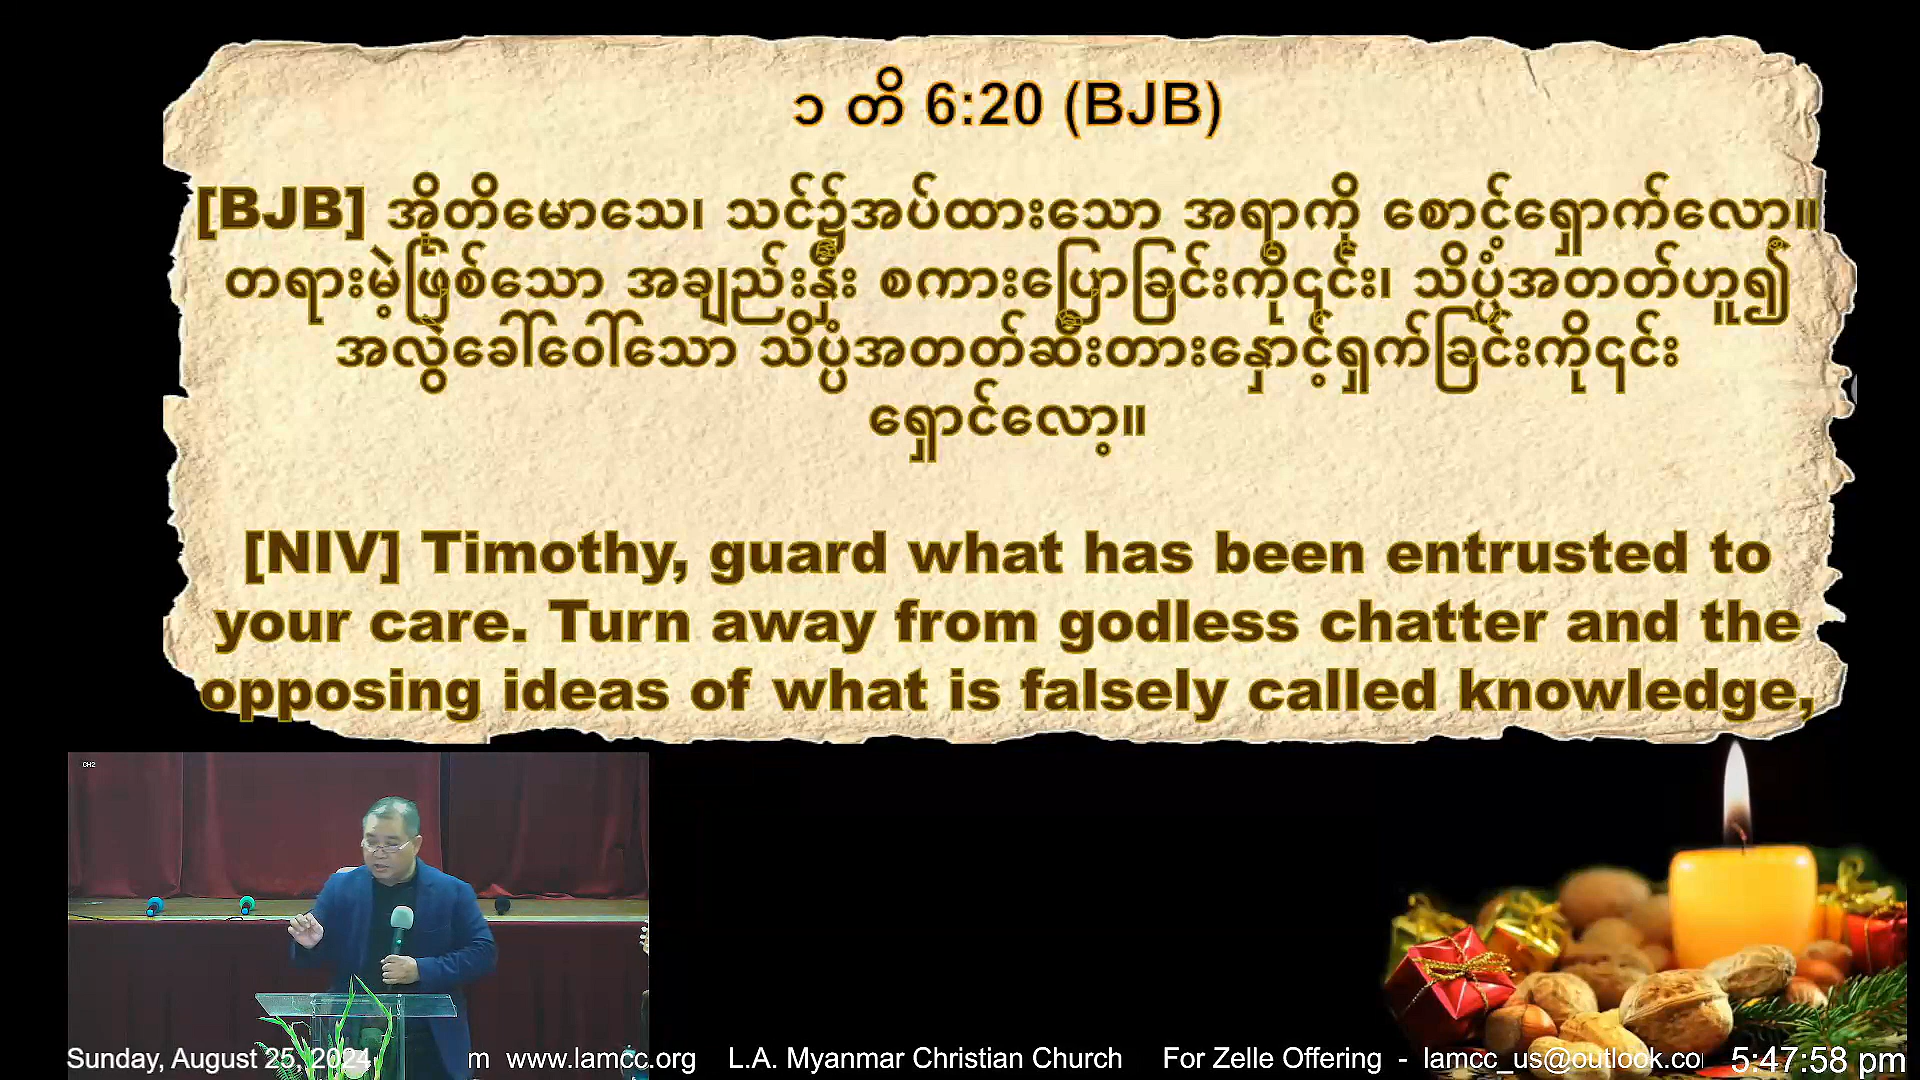 ၁ တိ 6:20 (BJB)
[BJB] အိုတိမောသေ၊ သင်၌အပ်ထားသော အရာကို စောင့်ရှောက်လော့။
တရားမဲ့ဖြစ်သော အချည်းနှီး စကားပြောခြင်းကို၎င်း၊ သိပ္ပံအတတ်ဟူ၍
အလွဲခေါ်ဝေါ်သော သိပ္ပံအတတ်ဆီးတားနှောင့်ရှက်ခြင်းကို၎င်း
ရှောင်လော့။
[NIV] Timothy, guard what has been entrusted to
your care. Turn away from godless chatter and the
opposing ideas of what is falsely called knowledge,
CH2
Sunday, August 25, 2024
m www.lamcc.org L.A. Myanmar Christian Church For Zelle Offering - lamcc_us@outlook.co
5:47:58 pm